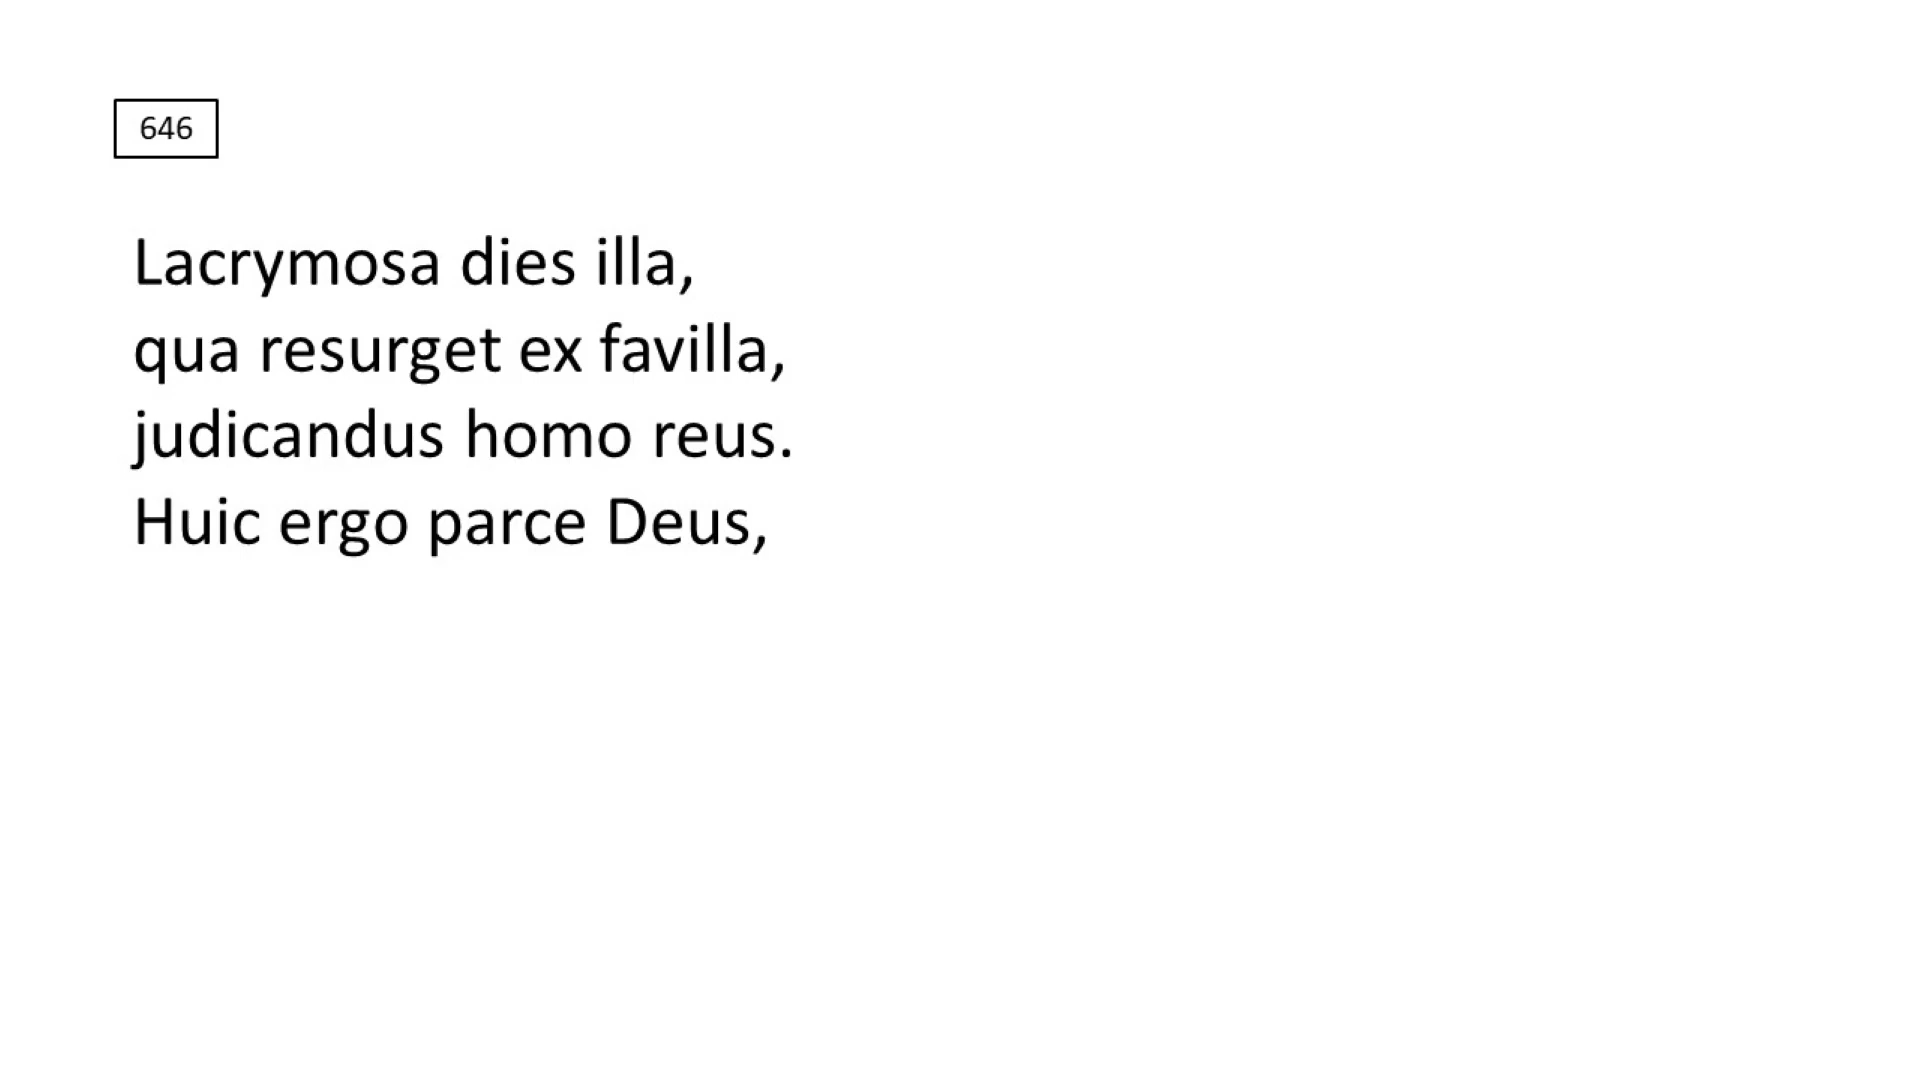 646
Lacrymosa dies illa,
qua resurget ex favilla,
judicandus homo reus.
Huic ergo parce Deus,